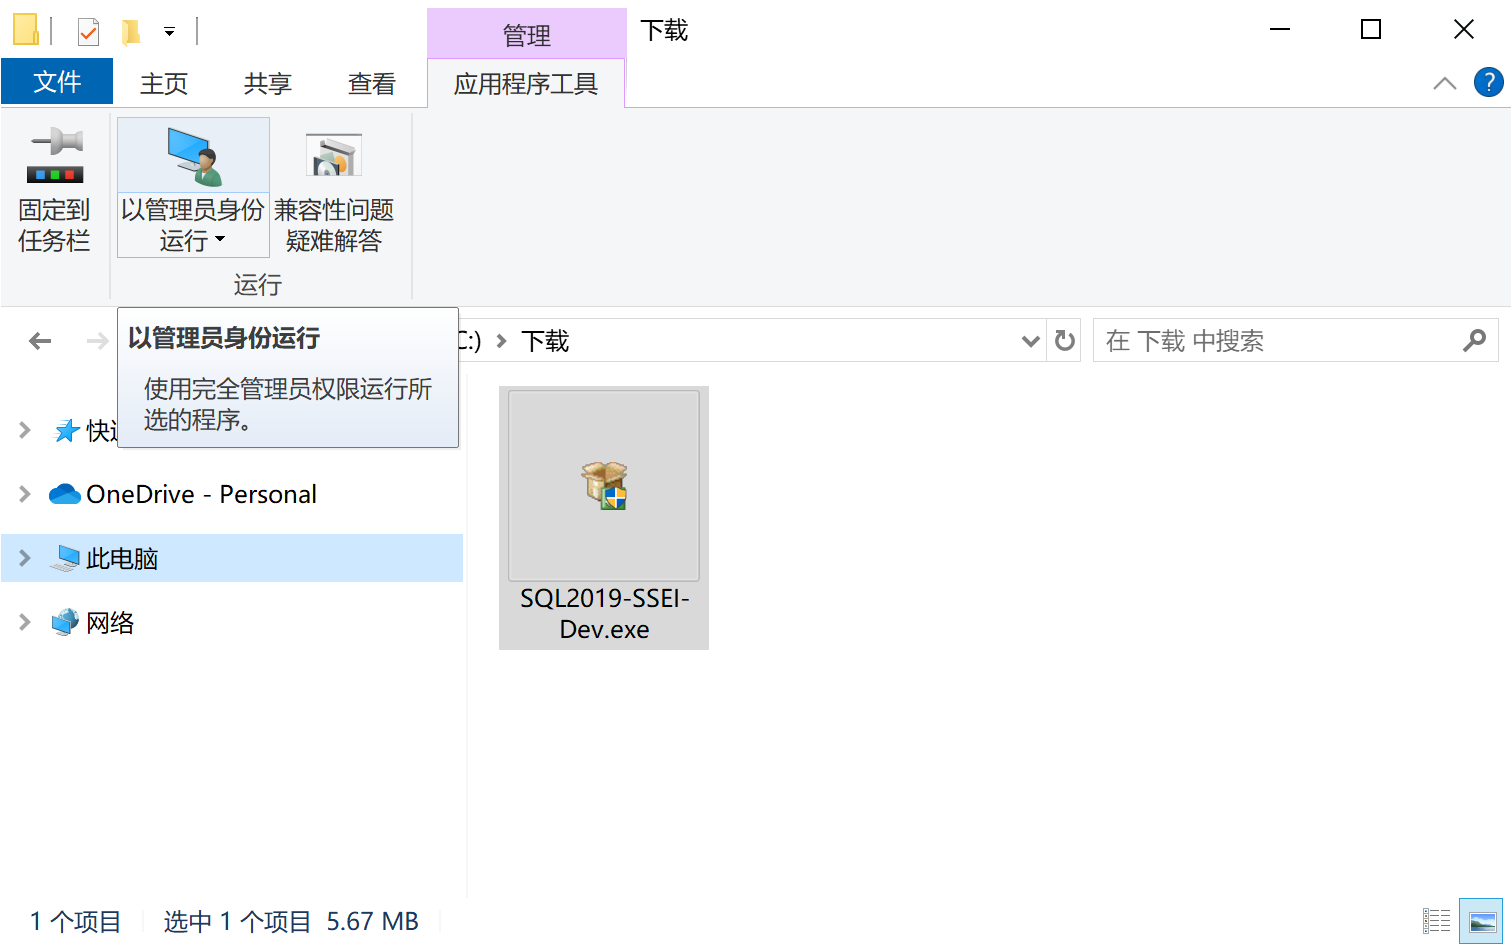 管理
下载
文件
主页
共享
查看
应用程序工具
?
固定到
任务栏
以管理员身份
运行
兼容性问题
疑难解答
运行
以管理员身份运行
使用完全管理员权限运行所
选的程序。
C:)
下载
在 下载 中搜索
快
OneDrive - Personal
此电脑
网络
SQL2019-SSEI-
Dev.exe
1 个项目
选中 1 个项目 5.67 MB